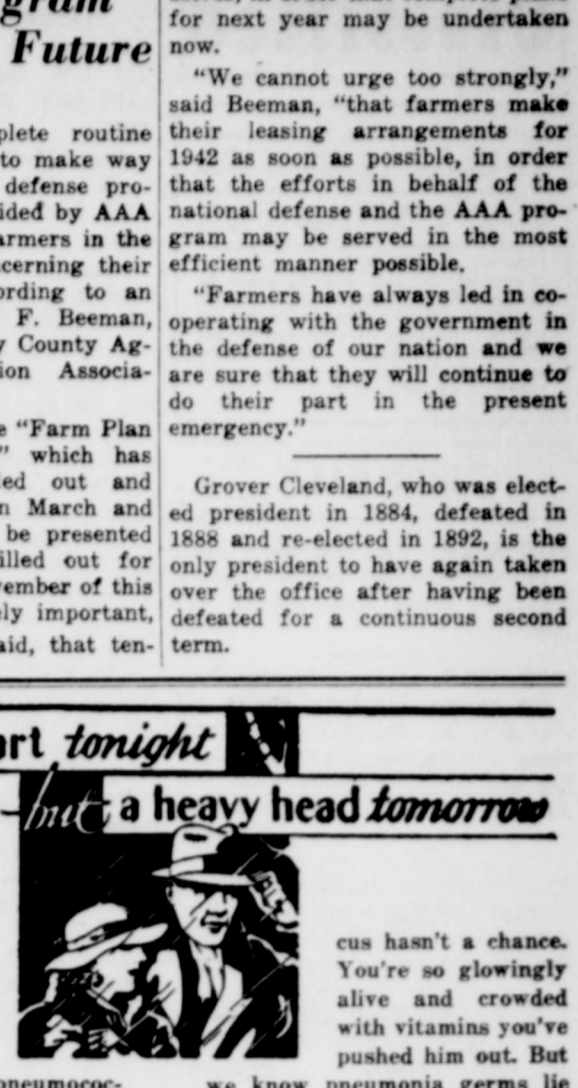 Future
plete routine
to make way
defense pro-
ided by AAA
armers in the
cerning their
ording to an
F. Beeman,
y County Ag-
ion Associa-
e "Farm Plan
" which has
led out and
n March and
be presented
illed out for
vember of this
ely important,
aid, that ten-
for next year may be undertaken
now.
"We cannot urge too strongly,"
said Beeman, "that farmers make
their leasing arrangements for
1942 as soon as possible, in order
that the efforts in behalf of the
national defense and the AAA pro-
gram may be served in the most
efficient manner possible.
"Farmers have always led in co-
operating with the government in
the defense of our nation and we
are sure that they will continue to
do their part in the present
emergency."
Grover Cleveland, who was elect-
ed president in 1884, defeated in
1888 and re-elected in 1892, is the
only president to have again taken
over the office after having been
defeated for a continuous second
term.
art tonight
-but a heavy head tomorrow
cus hasn't a chance.
You're so glowingly
alive and crowded
with vitamins you've
pushed him out. But
pneumococ-
we know pneumonia germs lie